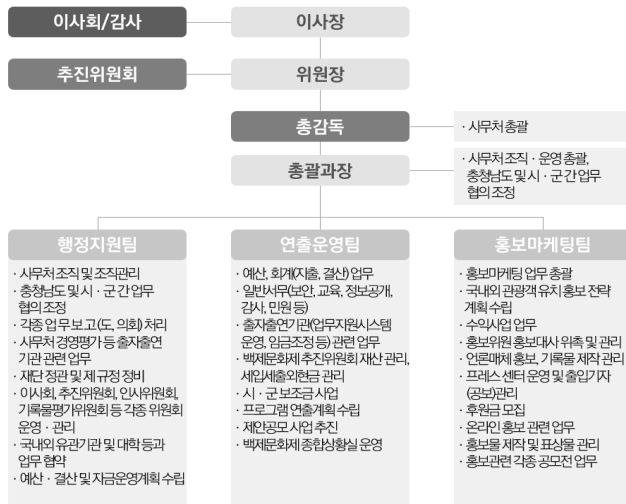 이사회/감사
이사장
추진위원회
위원장
총감독
· 사무처 총괄
총괄과장
· 사무처 조직 · 운영 총괄,
충청남도 및 시 · 군 간 업무
협의 조정
행정지원팀
· 사무처 조직 및 조직관리
· 충청남도 및 시 · 군 간 업무
협의 조정
· 각종 업무보고(도, 의회) 처리
· 사무처 경영평가 등 출자출연
기관 관련 업무
· 재단 정관 및 제 규정 정비
· 이사회, 추진위원회, 인사위원회,
기록물평가위원회 등 각종 위원회
운영 · 관리
· 국내외 유관기관 및 대학 등과
업무 협약
· 예산 · 결산 및 자금운영계획 수립
연출운영팀
· 예산, 회계(지출, 결산) 업무
· 일반서무(보안, 교육, 정보공개,
감사, 민원 등)
· 출자출연기관(업무지원시스템
운영, 임금조정 등) 관련 업무
· 백제문화제 추진위원회 재산 관리,
세입세출외현금 관리
· 시 · 군 보조금 사업
· 프로그램 연출계획 수립
· 제안공모 사업 추진
· 백제문화제 종합상황실 운영
홍보마케팅팀
· 홍보마케팅 업무 총괄
· 국내외 관광객 유치 홍보 전략
계획 수립
· 수익사업 업무
· 홍보위원 홍보대사 위촉 및 관리
· 언론매체 홍보, 기록물 제작 관리
· 프레스 센터 운영 및 출입기자
(공보)관리
· 후원금 모집
· 온라인 홍보 관련 업무
· 홍보물 제작 및 표상물 관리
· 홍보관련 각종 공모전 업무